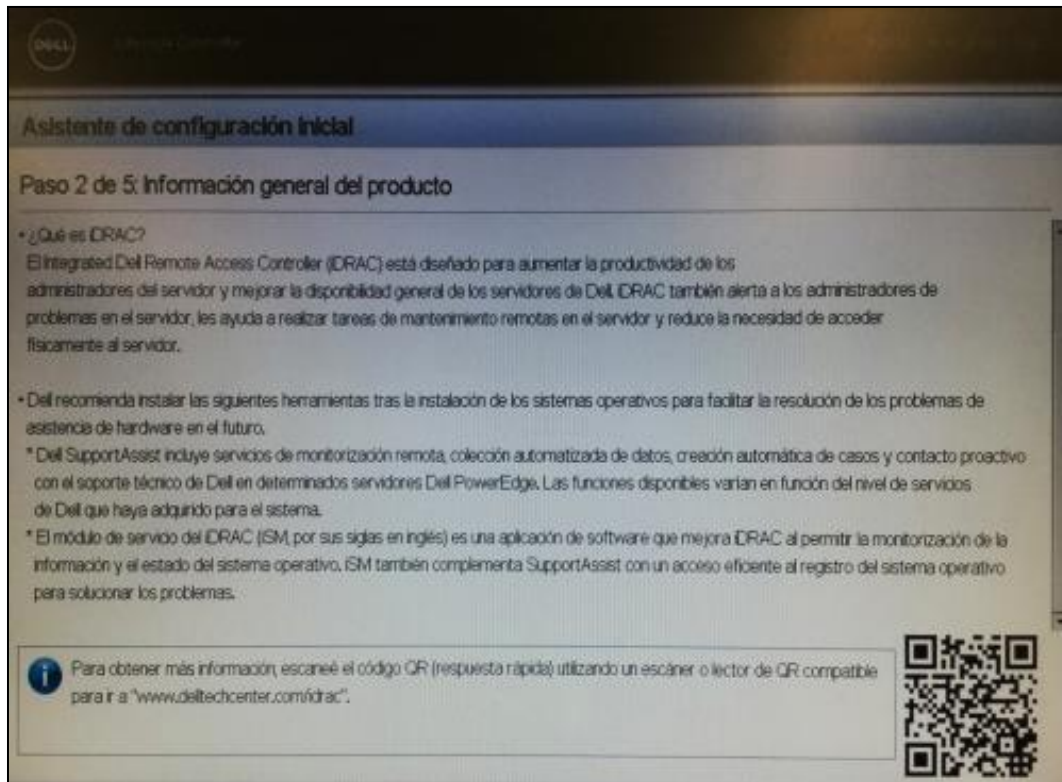 DELL
Lifecycle Controller
Asistente de configuración inicial
Paso 2 de 5: Información general del producto
• ¿Qué es iDRAC?
El Integrated Dell Remote Access Controller (iDRAC) está diseñado para aumentar la productividad de los
administradores del servidor y mejorar la disponibilidad general de los servidores de Dell. iDRAC también alerta a los administradores de
problemas en el servidor, les ayuda a realizar tareas de mantenimiento remotas en el servidor y reduce la necesidad de acceder
físicamente al servidor.
• Dell recomienda instalar las siguientes herramientas tras la instalación de los sistemas operativos para facilitar la resolución de los problemas de
asistencia de hardware en el futuro.
* Dell SupportAssist incluye servicios de monitorización remota, colección automatizada de datos, creación automática de casos y contacto proactivo
con el soporte técnico de Dell en determinados servidores Dell PowerEdge. Las funciones disponibles varían en función del nivel de servicios
de Dell que haya adquirido para el sistema.
* El módulo de servicio del iDRAC (iSM, por sus siglas en inglés) es una aplicación de software que mejora iDRAC al permitir la monitorización de la
información y el estado del sistema operativo. iSM también complementa SupportAssist con un acceso eficiente al registro del sistema operativo
para solucionar los problemas.
Para obtener más información, escaneé el código QR (respuesta rápida) utilizando un escáner o lector de QR compatible
para ir a "www.delltechcenter.com/idrac".